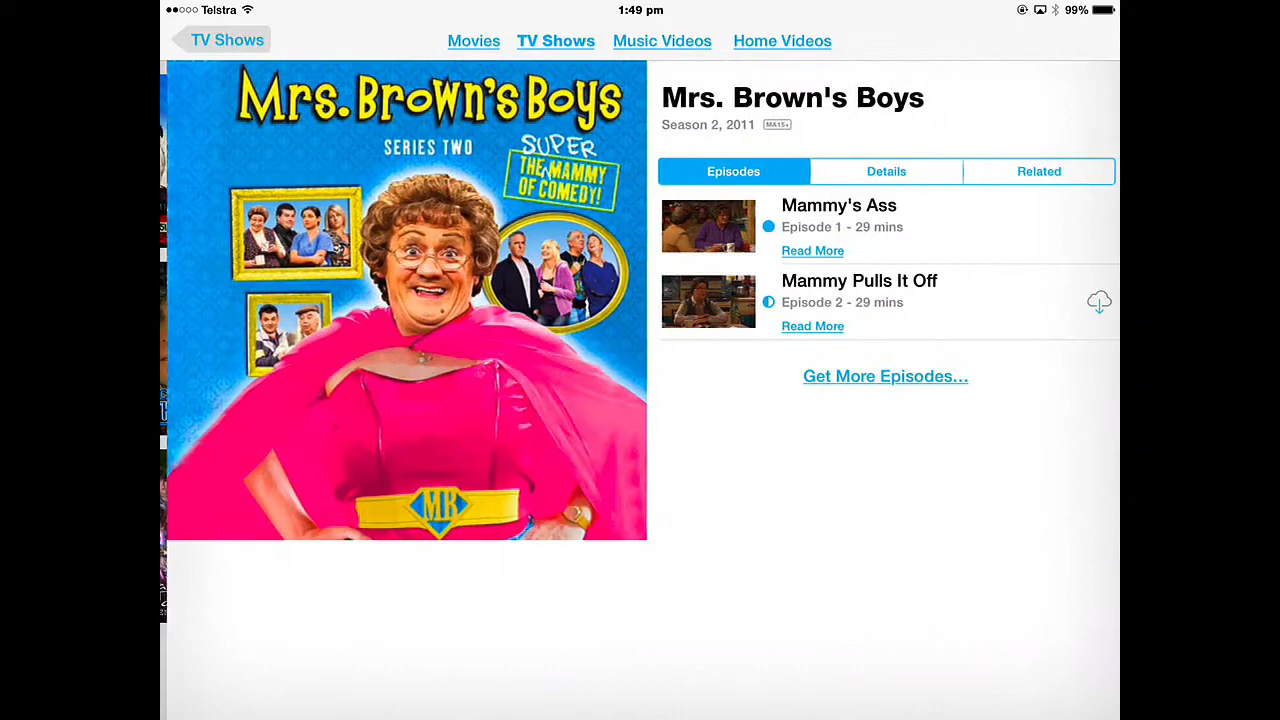 Telstra 1:49 pm 99%
TV Shows Movies TV Shows Music Videos Home Videos
MRS. BROWN'S BOYS
SERIES TWO
SUPER
THE MAMMY
OF COMEDY!
MB
Mrs. Brown's Boys
Season 2, 2011 MA15+
Episodes Details Related
Mammy's Ass
Episode 1 - 29 mins
Read More
Mammy Pulls It Off
Episode 2 - 29 mins
Read More
Get More Episodes...